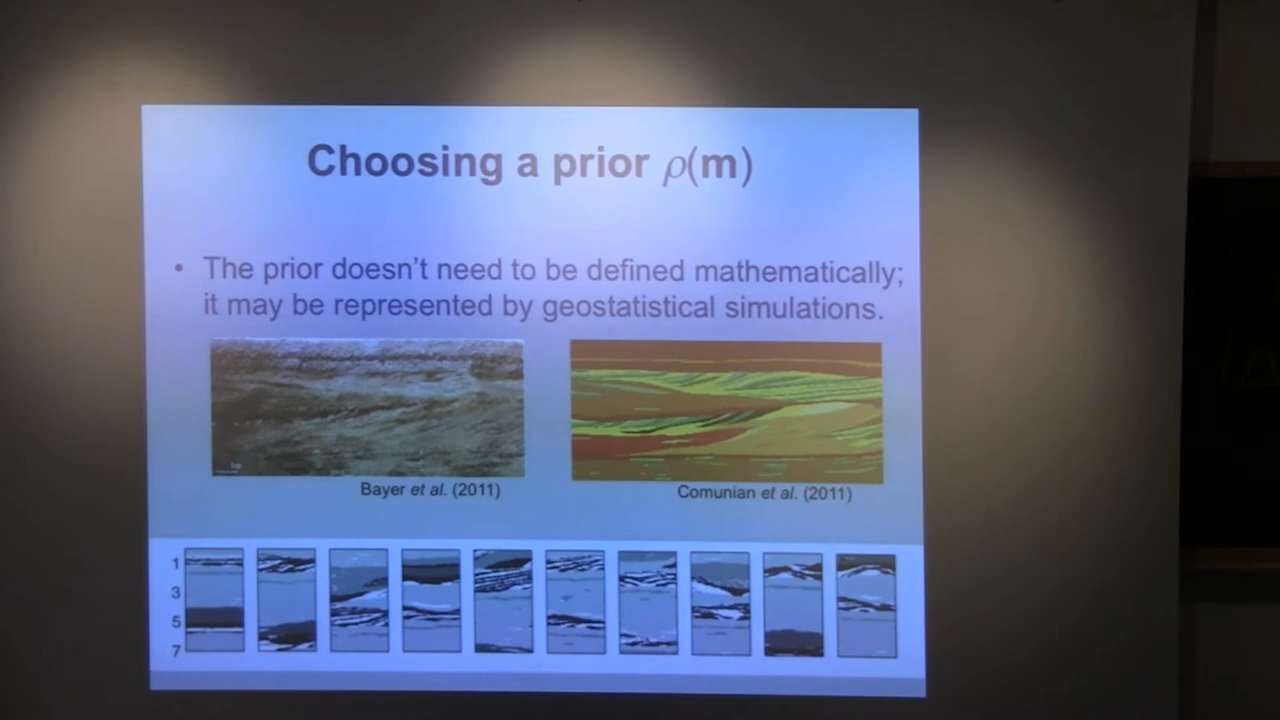 Choosing a prior ρ(m)
• The prior doesn't need to be defined mathematically;
it may be represented by geostatistical simulations.
Bayer et al. (2011)
Comunian et al. (2011)
1
3
5
7